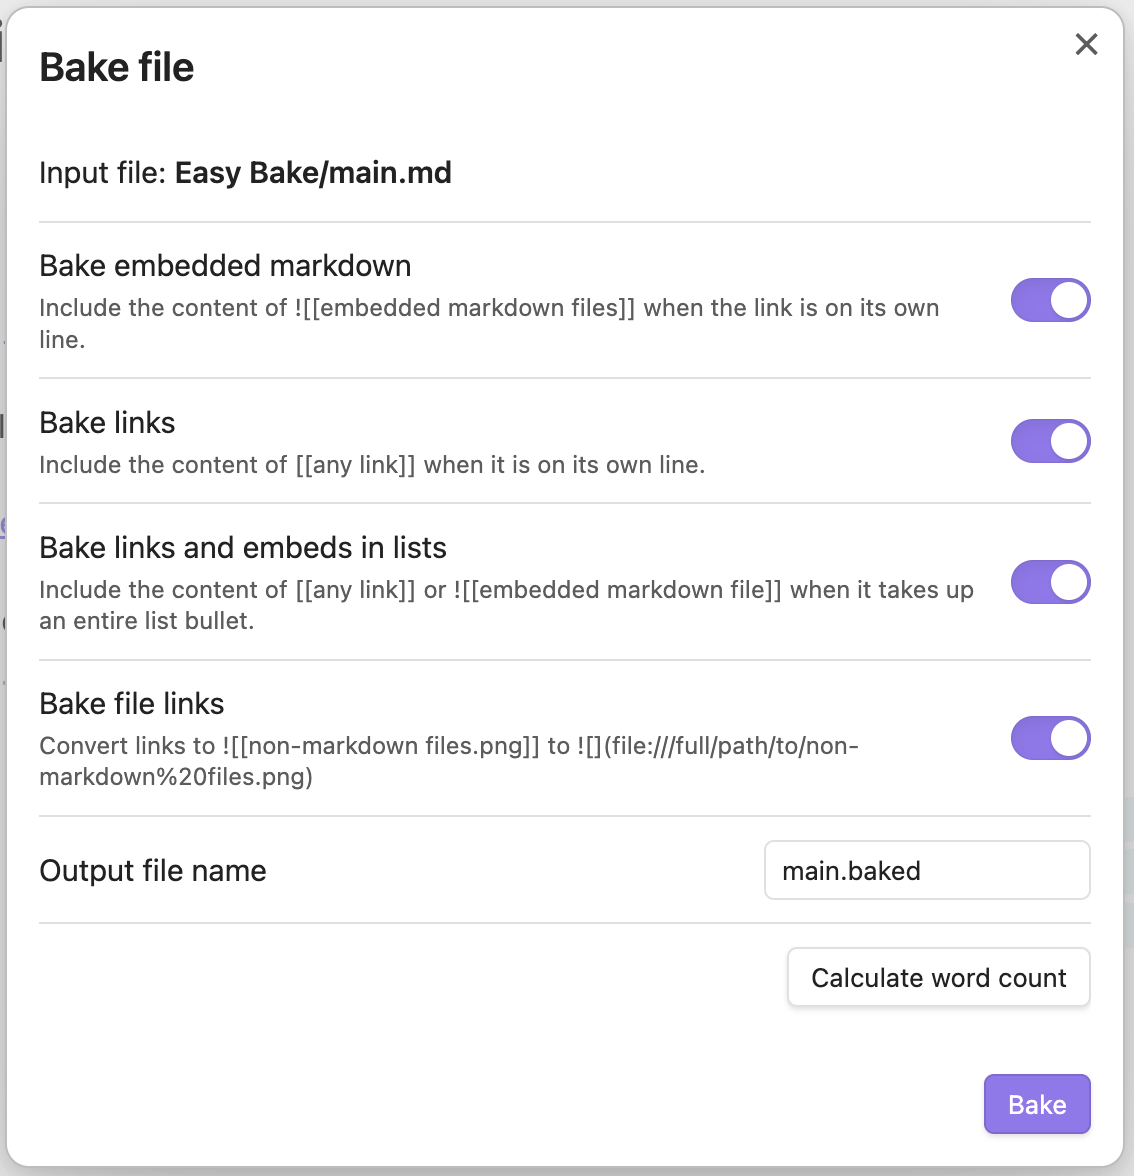 Bake file
Input file: Easy Bake/main.md
Bake embedded markdown
Include the content of ![[embedded markdown files]] when the link is on its own
line.
Bake links
Include the content of [[any link]] when it is on its own line.
Bake links and embeds in lists
Include the content of [[any link]] or ![[embedded markdown file]] when it takes up
an entire list bullet.
Bake file links
Convert links to ![[non-markdown files.png]] to ![](file:///full/path/to/non-
markdown%20files.png)
Output file name
main.baked
Calculate word count
Bake